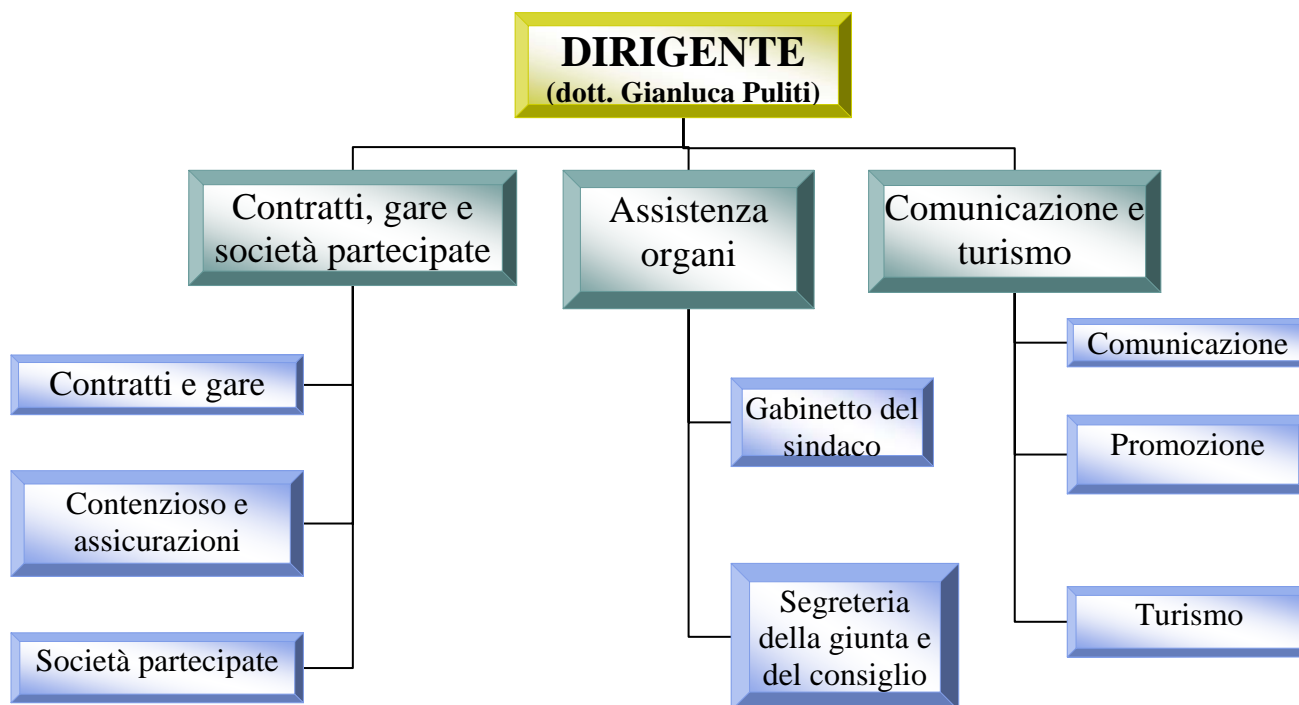 DIRIGENTE
(dott. Gianluca Puliti)
Contratti, gare e
società partecipate
Assistenza
organi
Comunicazione e
turismo
Contratti e gare
Contenzioso e
assicurazioni
Società partecipate
Gabinetto del
sindaco
Segreteria
della giunta e
del consiglio
Comunicazione
Promozione
Turismo